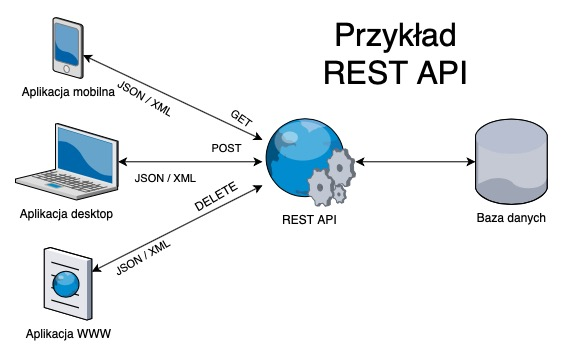 Przykład
REST API
Aplikacja mobilna
JSON / XML
GET
POST
JSON / XML
Aplikacja desktop
DELETE
JSON / XML
Aplikacja WWW
REST API
Baza danych